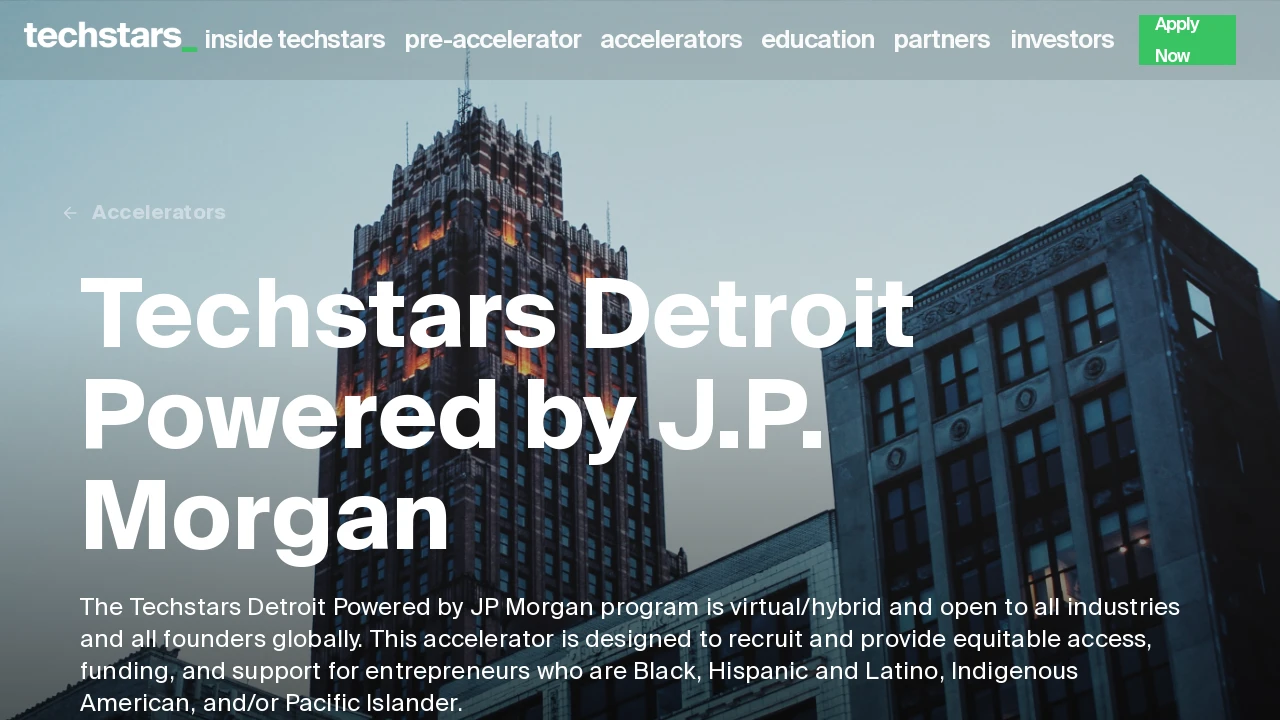 techstars_ inside techstars pre-accelerator accelerators education partners investors Apply Now
← Accelerators
Techstars Detroit
Powered by J.P.
Morgan
The Techstars Detroit Powered by JP Morgan program is virtual/hybrid and open to all industries
and all founders globally. This accelerator is designed to recruit and provide equitable access,
funding, and support for entrepreneurs who are Black, Hispanic and Latino, Indigenous
American, and/or Pacific Islander.